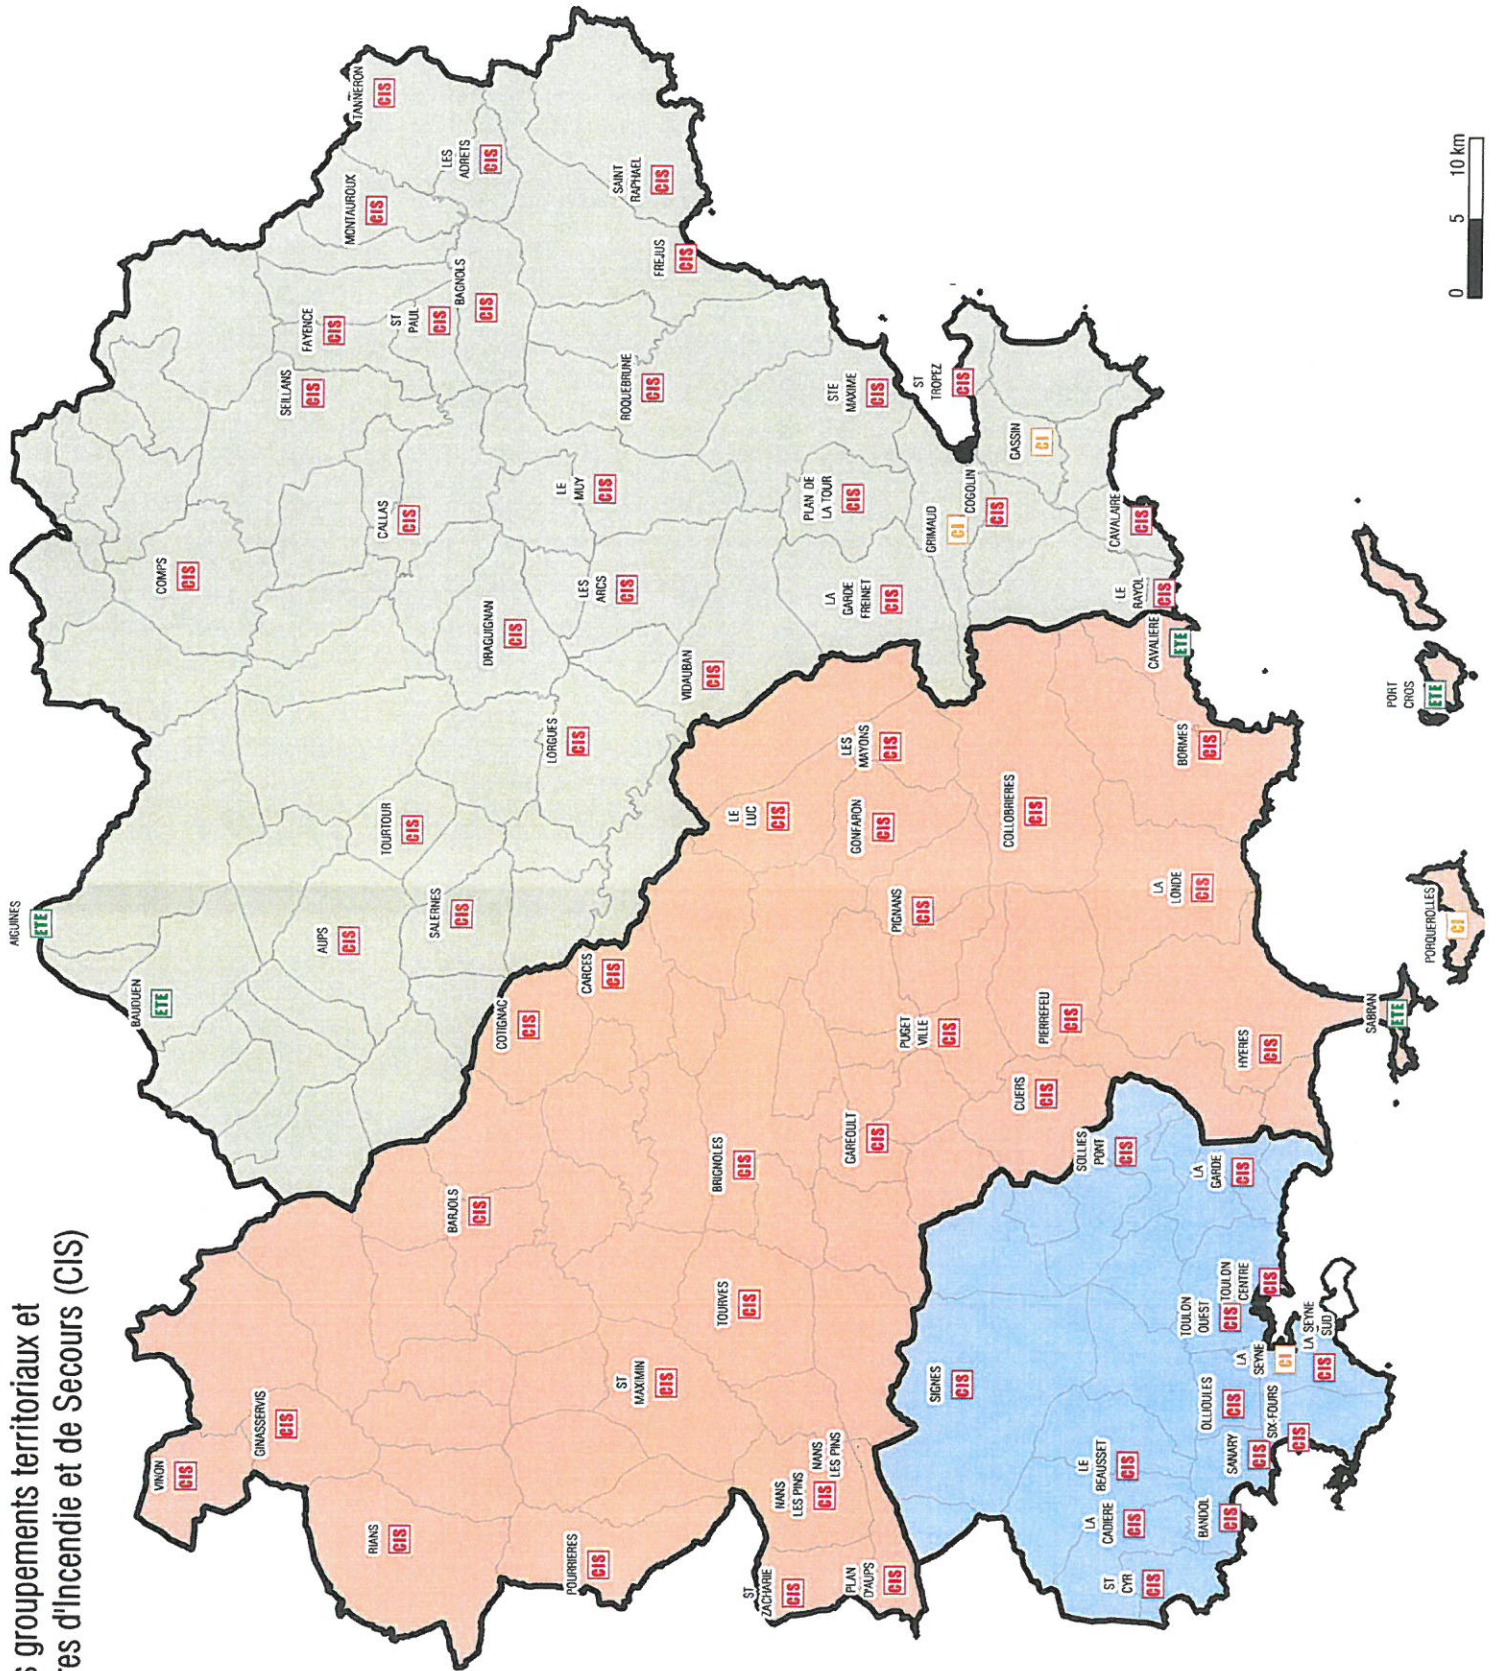 s groupements territoriaux et
res d'Incendie et de Secours (CIS)
AIGUINES
ETE
BAUDUEN
ETE
VINON
CIS
COMPS
CIS
GINASSERVIS
CIS
SEILLANS
CIS
FAYENCE
CIS
AUPS
CIS
MONTAUROUX
CIS
TANNERON
CIS
RIANS
CIS
TOURTOUR
CIS
CALLAS
CIS
ST
PAUL
CIS
SALERNES
CIS
BARJOLS
CIS
BAGNOLS
CIS
LES
ADRETS
CIS
COTIGNAC
CIS
DRAGUIGNAN
CIS
LORGUES
CIS
POURRIERES
CIS
CARCES
CIS
LES
ARCS
CIS
LE
MUY
CIS
ROQUEBRUNE
CIS
SAINT
RAPHAEL
CIS
FREJUS
CIS
ST
MAXIMIN
CIS
VIDAUBAN
CIS
BRIGNOLES
CIS
TOURVES
CIS
LE
LUC
CIS
ST
ZACHARIE
CIS
NANS
LES PINS
CIS
NANS
LES PINS
PLAN
D'AUPS
CIS
GAREOULT
CIS
GONFARON
CIS
LES
MAYONS
CIS
LA
GARDE
FREINET
CIS
PLAN DE
LA TOUR
CIS
STE
MAXIME
CIS
PIGNANS
CIS
PUGET
VILLE
CIS
GRIMAUD
CI
COGOLIN
CIS
ST
TROPEZ
CIS
SIGNES
CIS
GASSIN
CI
COLLOBRIERES
CIS
CUERS
CIS
PIERREFEU
CIS
LE
BEAUSSET
CIS
LA
CADIERE
CIS
ST
CYR
CIS
SOLLIES
PONT
CIS
CAVALAIRE
CIS
LE
RAYOL
CIS
CAVALIERE
ETE
BORMES
CIS
LA
LONDE
CIS
LA
GARDE
CIS
HYERES
CIS
TOULON
OUEST
CIS
TOULON
CENTRE
CIS
OLLIOULES
CIS
BANDOL
CIS
SANARY
CIS
SIX-FOURS
CIS
LA
SEYNE
CI
LA SEYNE
SUD
CIS
SABRAN
ETE
PORT
CROS
ETE
PORQUEROLLES
CI
0 5 10 km